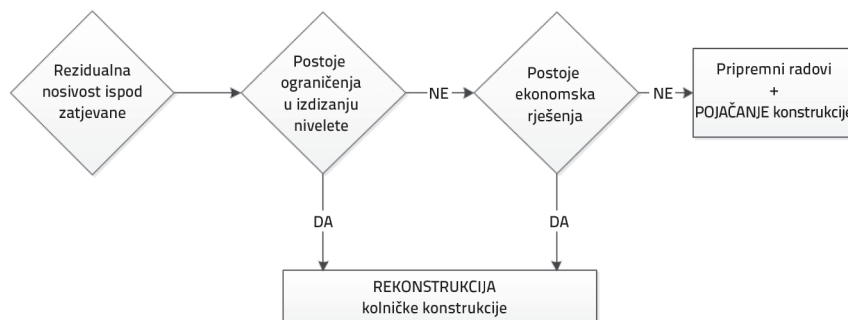 Rezidualna
nosivost ispod
zatjevane
Postoje
ograničenja
u izdizanju
nivelete
NE
Postoje
ekonomska
rješenja
NE
Pripremni radovi
+
POJAČANJE konstrukcije
DA
DA
REKONSTRUKCIJA
kolničke konstrukcije